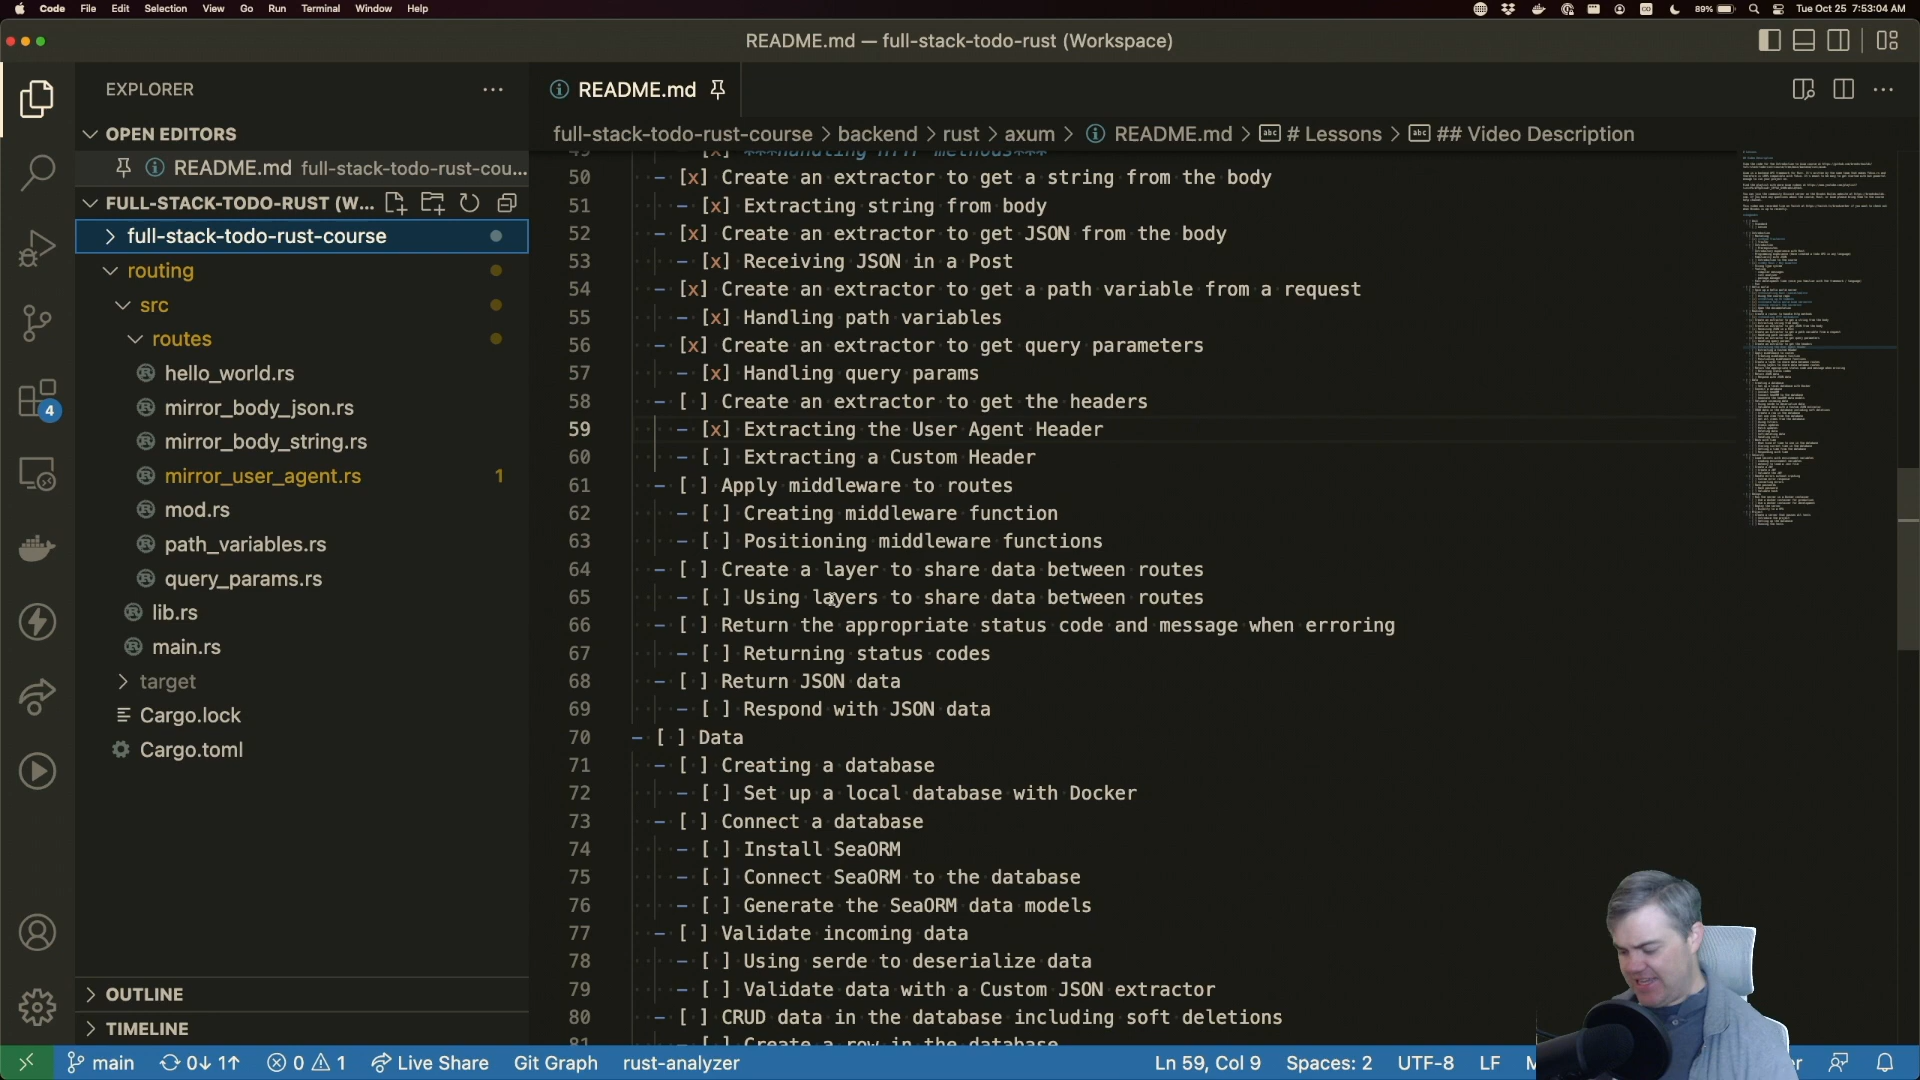 Code File Edit Selection View Go Run Terminal Window Help 89% Tue Oct 25 7:53:04 AM
README.md — full-stack-todo-rust (Workspace)
EXPLORER
OPEN EDITORS
README.md full-stack-todo-rust-cou...
FULL-STACK-TODO-RUST (W...
full-stack-todo-rust-course
routing
src
routes
hello_world.rs
mirror_body_json.rs
mirror_body_string.rs
mirror_user_agent.rs 1
mod.rs
path_variables.rs
query_params.rs
lib.rs
main.rs
target
Cargo.lock
Cargo.toml
OUTLINE
TIMELINE
4
README.md
full-stack-todo-rust-course > backend > rust > axum > README.md > # Lessons > ## Video Description
50 - [x] Create an extractor to get a string from the body
51 - [x] Extracting string from body
52 - [x] Create an extractor to get JSON from the body
53 - [x] Receiving JSON in a Post
54 - [x] Create an extractor to get a path variable from a request
55 - [x] Handling path variables
56 - [x] Create an extractor to get query parameters
57 - [x] Handling query params
58 - [ ] Create an extractor to get the headers
59 - [x] Extracting the User Agent Header
60 - [ ] Extracting a Custom Header
61 - [ ] Apply middleware to routes
62 - [ ] Creating middleware function
63 - [ ] Positioning middleware functions
64 - [ ] Create a layer to share data between routes
65 - [ ] Using layers to share data between routes
66 - [ ] Return the appropriate status code and message when erroring
67 - [ ] Returning status codes
68 - [ ] Return JSON data
69 - [ ] Respond with JSON data
70 - [ ] Data
71 - [ ] Creating a database
72 - [ ] Set up a local database with Docker
73 - [ ] Connect a database
74 - [ ] Install SeaORM
75 - [ ] Connect SeaORM to the database
76 - [ ] Generate the SeaORM data models
77 - [ ] Validate incoming data
78 - [ ] Using serde to deserialize data
79 - [ ] Validate data with a Custom JSON extractor
80 - [ ] CRUD data in the database including soft deletions
81 - [ ] Create a row in the database
main 0↓ 1↑ 0 1 Live Share Git Graph rust-analyzer Ln 59, Col 9 Spaces: 2 UTF-8 LF